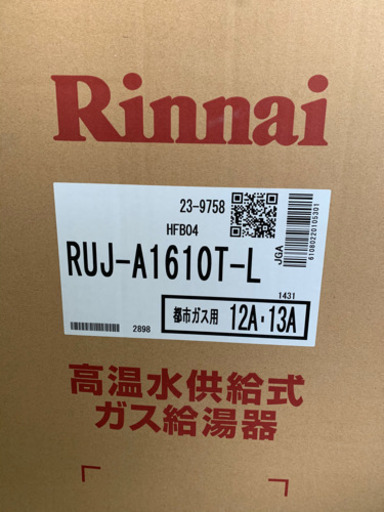 Rinnai
23-9758
HFB04
RUJ-A1610T-L
JGA
61080220105301
1431
都市ガス用 12A・13A
2898
高温水供給式
ガス給湯器